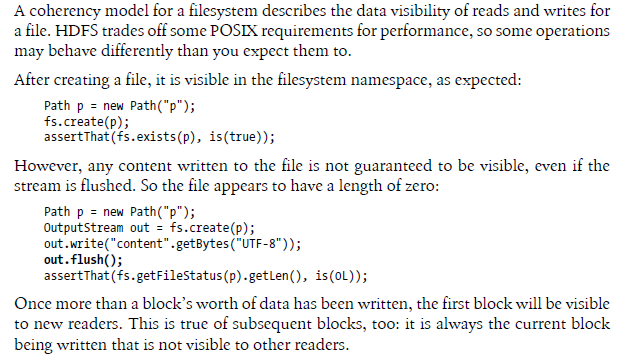 A coherency model for a filesystem describes the data visibility of reads and writes for
a file. HDFS trades off some POSIX requirements for performance, so some operations
may behave differently than you expect them to.
After creating a file, it is visible in the filesystem namespace, as expected:
Path p = new Path("p");
fs.create(p);
assertThat(fs.exists(p), is(true));
However, any content written to the file is not guaranteed to be visible, even if the
stream is flushed. So the file appears to have a length of zero:
Path p = new Path("p");
OutputStream out = fs.create(p);
out.write("content".getBytes("UTF-8"));
out.flush();
assertThat(fs.getFileStatus(p).getLen(), is(0L));
Once more than a block’s worth of data has been written, the first block will be visible
to new readers. This is true of subsequent blocks, too: it is always the current block
being written that is not visible to other readers.